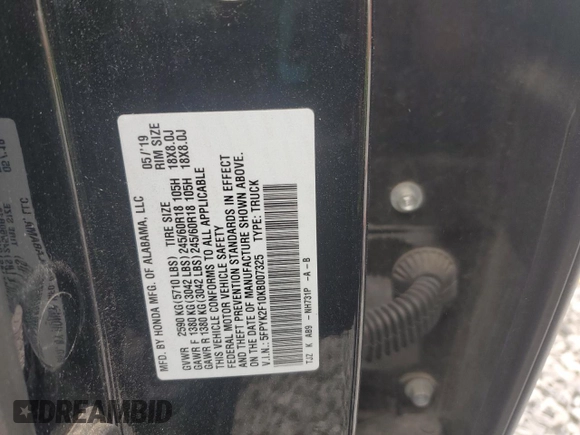 MFD. BY HONDA MFG. OF ALABAMA, LLC 05/'19
TIRE SIZE RIM SIZE
GVWR 2590 KG(5710 LBS)
GAWR F 1380 KG(3042 LBS) 245/60R18 105H 18X8.0J
GAWR R 1380 KG(3042 LBS) 245/60R18 105H 18X8.0J
THIS VEHICLE CONFORMS TO ALL APPLICABLE
FEDERAL MOTOR VEHICLE SAFETY
AND THEFT PREVENTION STANDARDS IN EFFECT
ON THE DATE OF MANUFACTURE SHOWN ABOVE.
V.I.N.: 5FPYK2F10KB007325 TYPE: TRUCK
TJ2 K AB9 - NH731P -A -B
DREAMBID